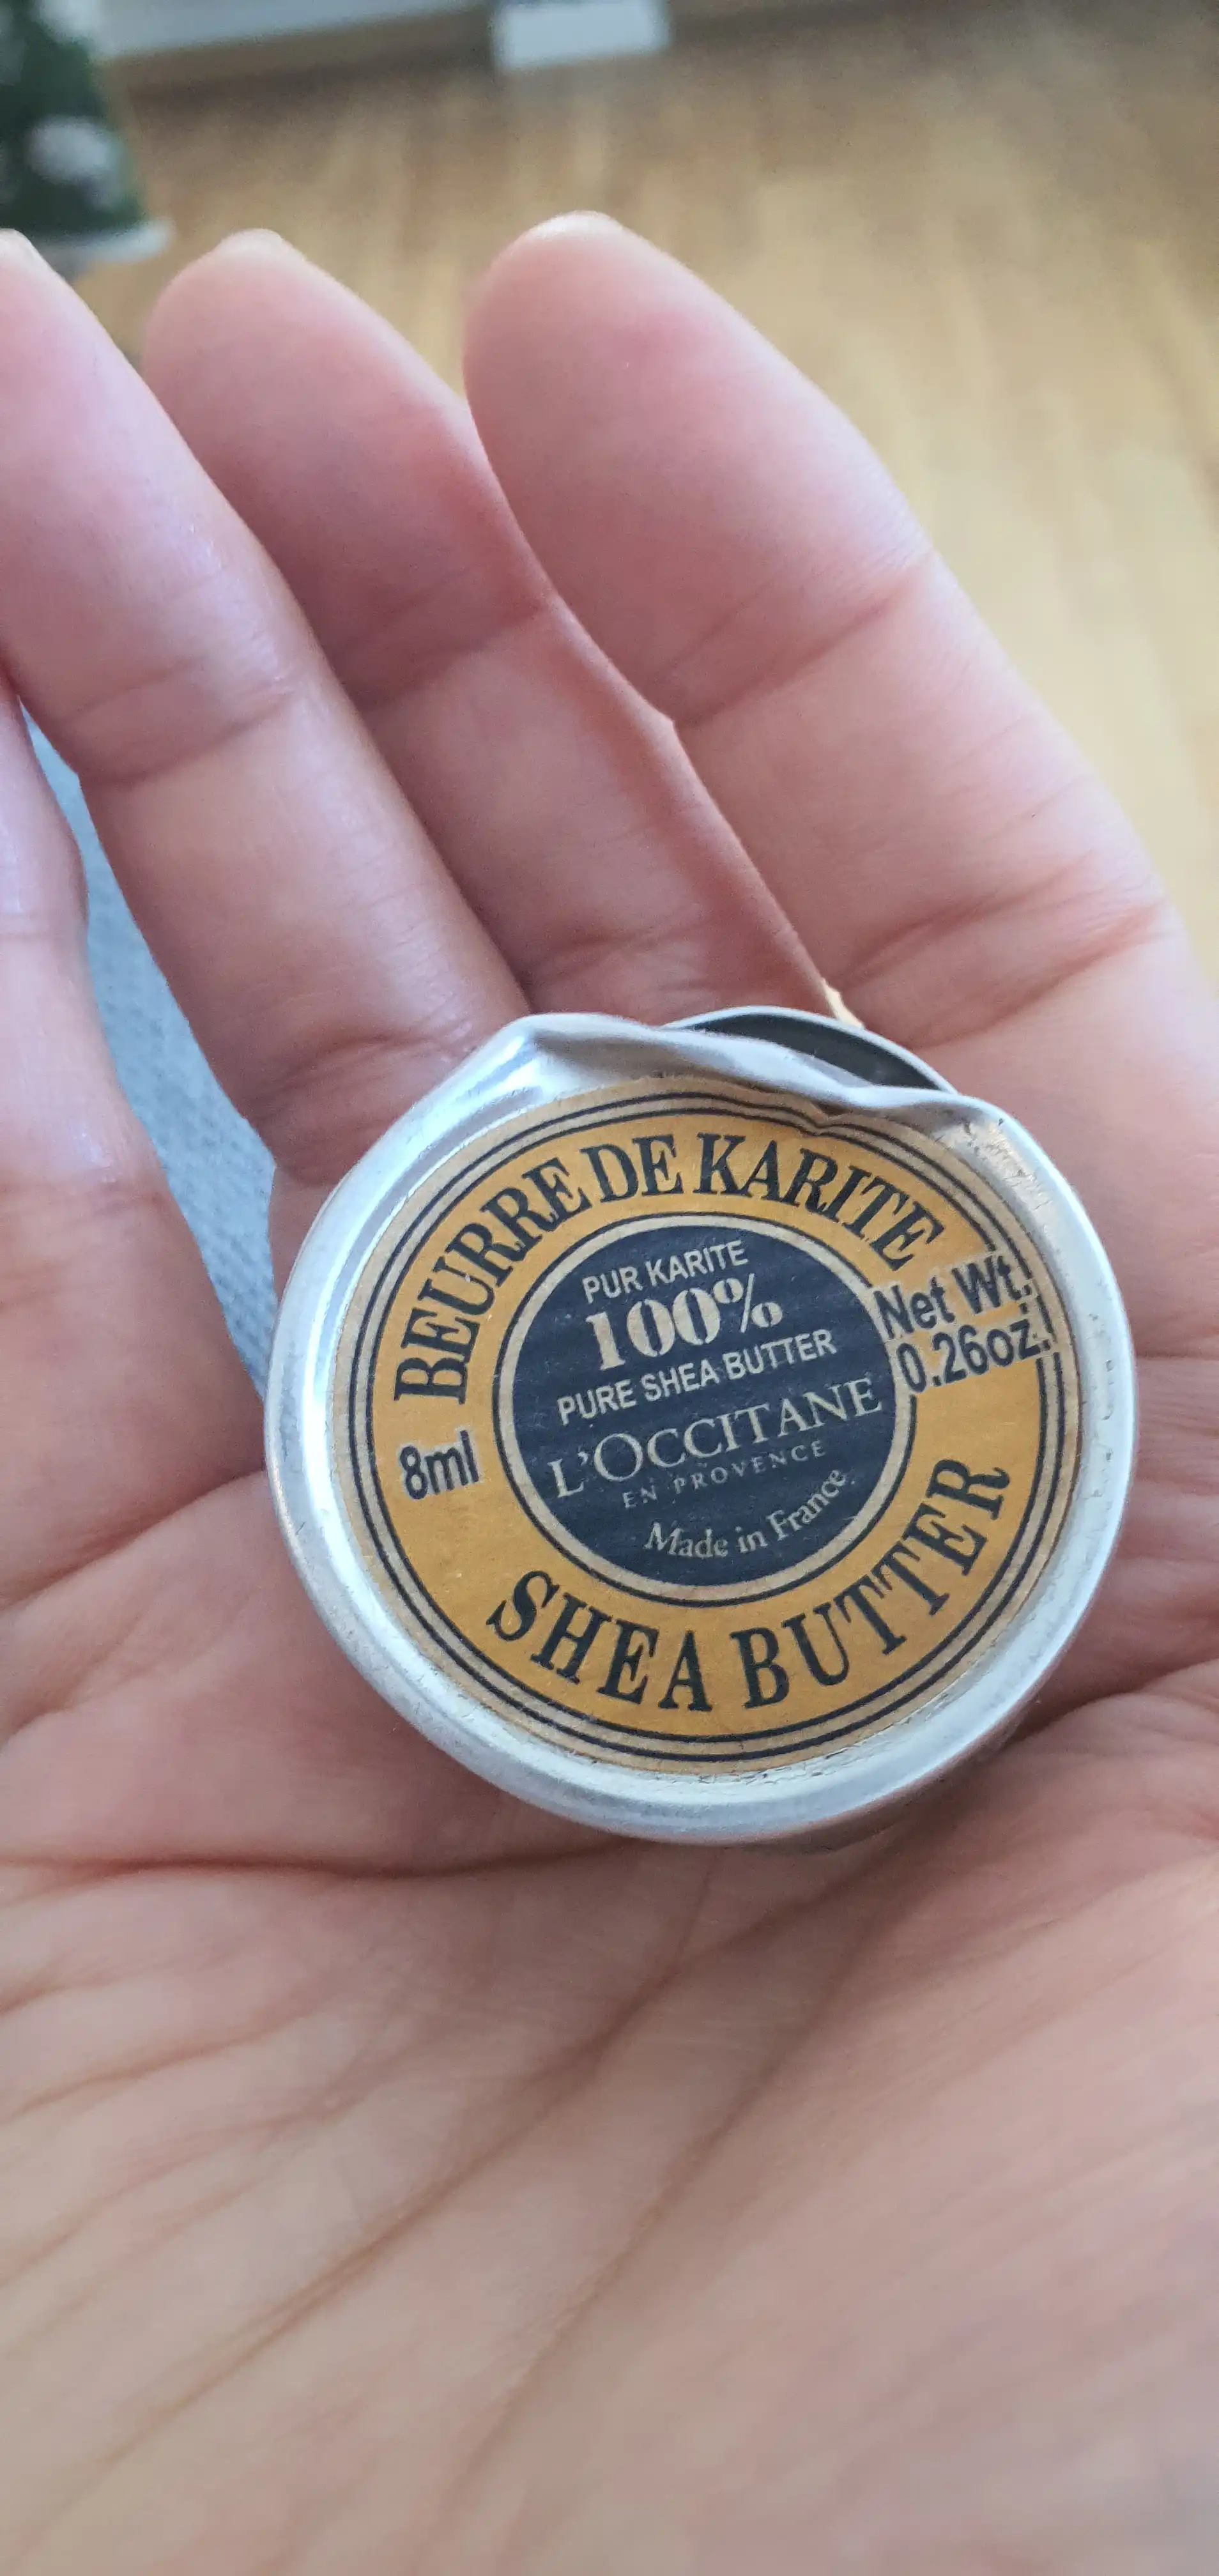 BEURRE DE KARITE
PUR KARITE
100%
PURE SHEA BUTTER
L'OCCITANE
EN PROVENCE
Made in France
8ml
Net Wt.
0.26oz.
SHEA BUTTER